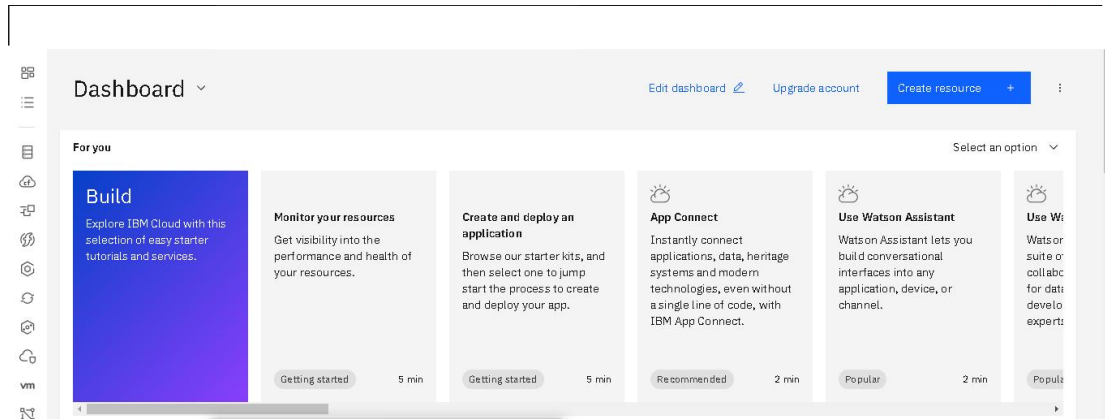 Dashboard
Edit dashboard
Upgrade account
Create resource +
For you
Select an option
Build
Explore IBM Cloud with this
selection of easy starter
tutorials and services.
Monitor your resources
Get visibility into the
performance and health of
your resources.
Getting started
5 min
Create and deploy an
application
Browse our starter kits, and
then select one to jump
start the process to create
and deploy your app.
Getting started
5 min
App Connect
Instantly connect
applications, data, heritage
systems and modern
technologies, even without
a single line of code, with
IBM App Connect.
Recommended
2 min
Use Watson Assistant
Watson Assistant lets you
build conversational
interfaces into any
application, device, or
channel.
Popular
2 min
Use
suite
for
cf
vm